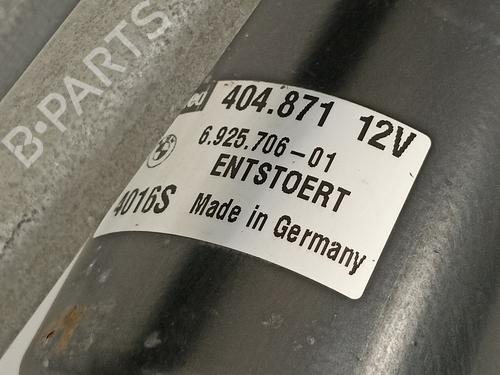 B-PARTS
404.871 12V
6.925.706-01
ENTSTOERT
4016S Made in Germany